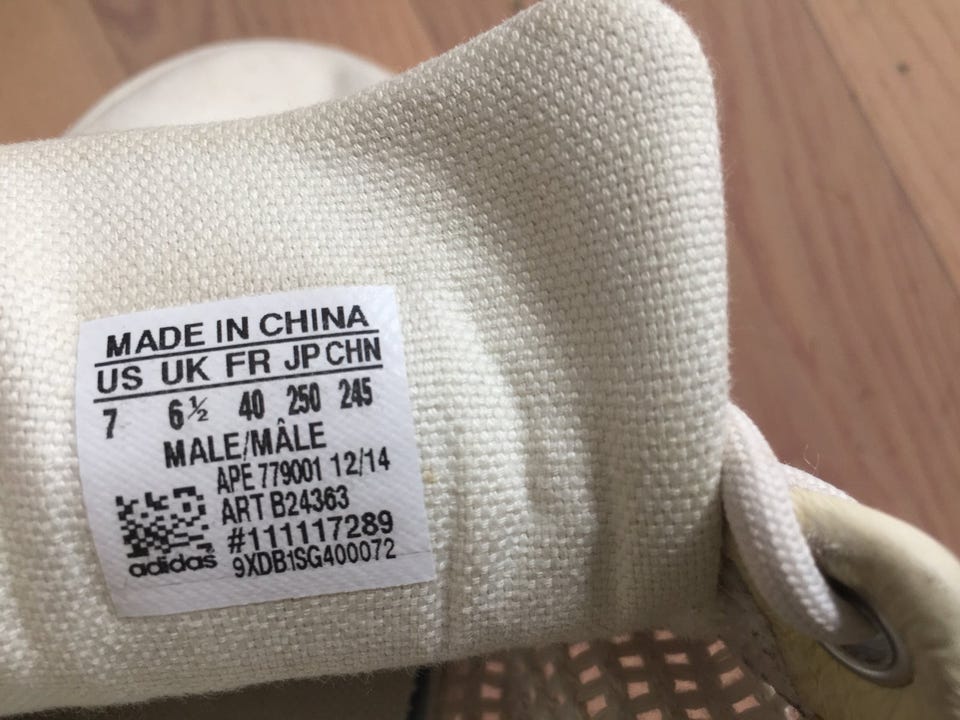 MADE IN CHINA
US UK FR JP CHN
7 6½ 40 250 245
MALE/MÂLE
APE 779001 12/14
ART B24363
#111117289
adidas 9XDB1SG400072